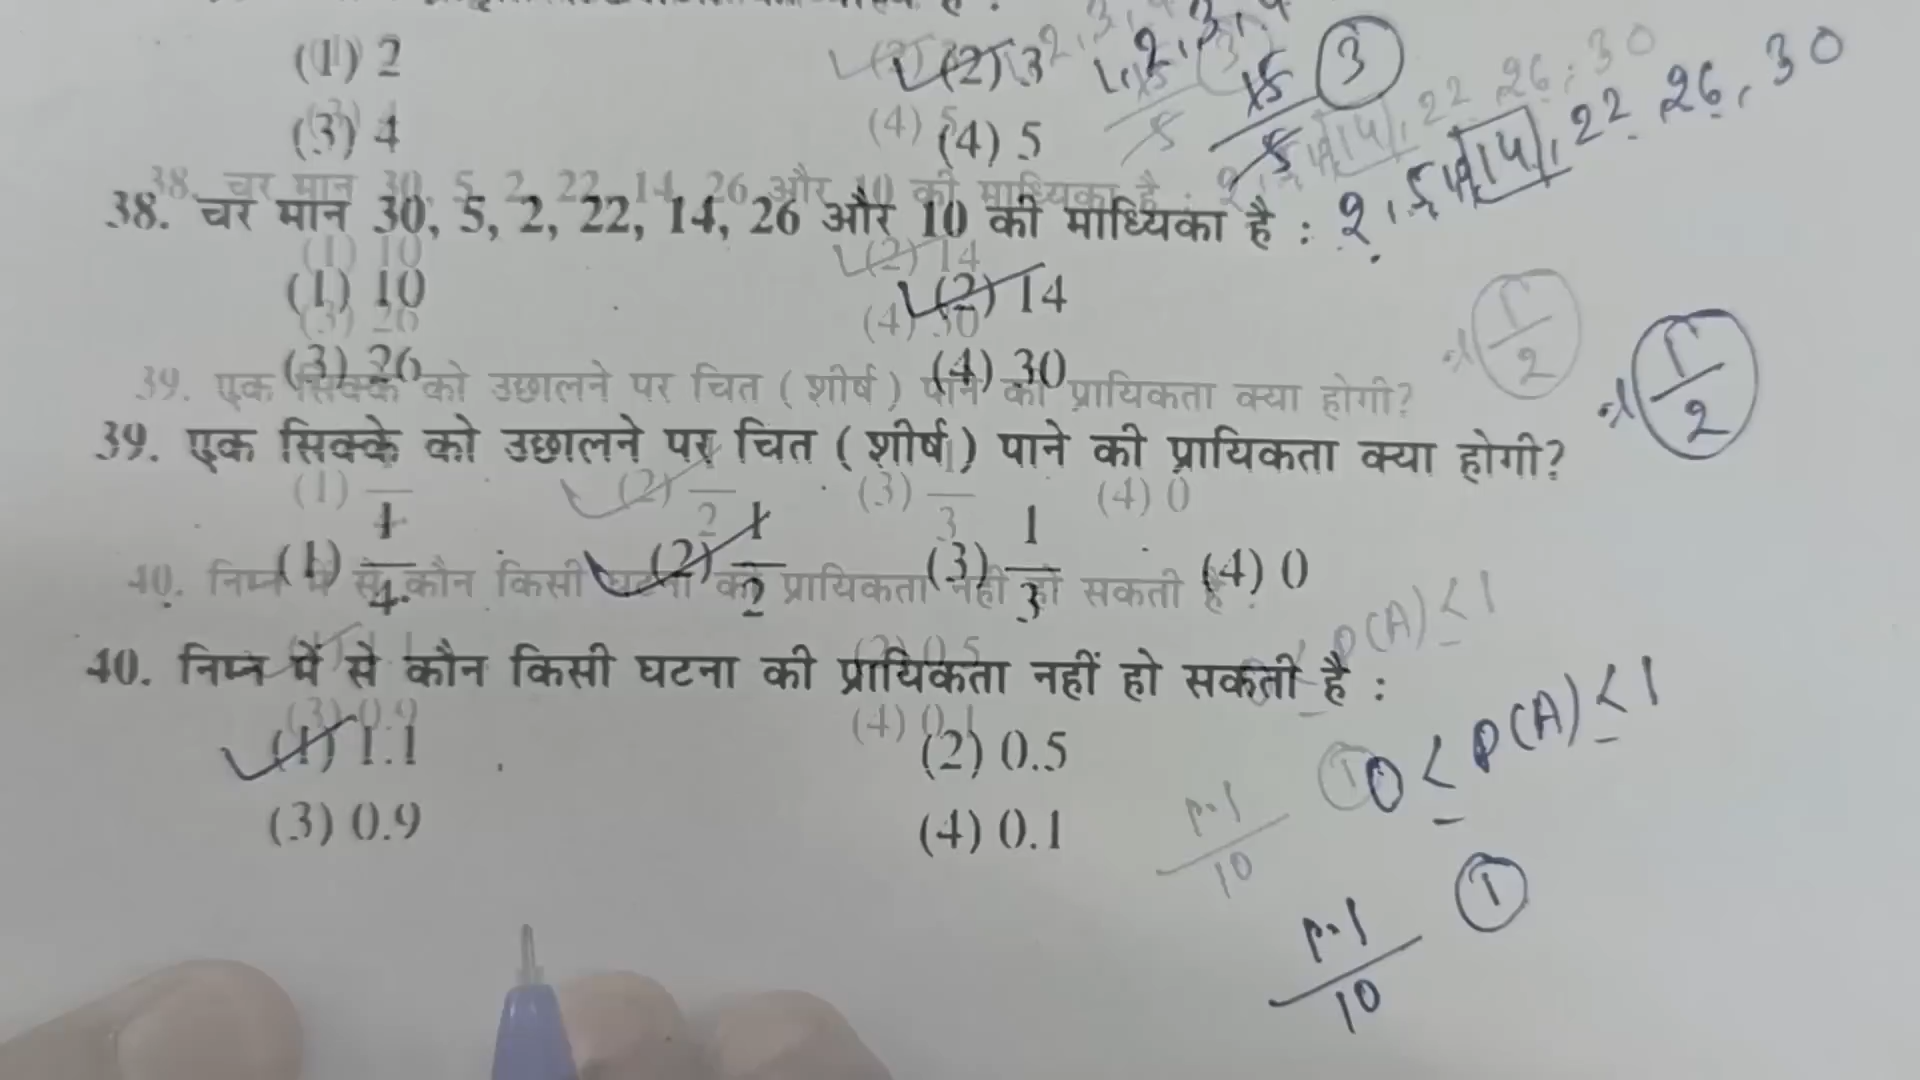 (1) 2 (2) 3
(3) 4 (4) 5
38. चर मान 30, 5, 2, 22, 14, 26 और 10 की माध्यिका है :
(1) 10 (2) 14
(3) 26 (4) 30
39. एक सिक्के को उछालने पर चित ( शीर्ष ) पाने की प्रायिकता क्या होगी?
(1) 1/4 (2) 1/2 (3) 1/3 (4) 0
40. निम्न में से कौन किसी घटना की प्रायिकता नहीं हो सकती है :
(1) 1.1 (2) 0.5
(3) 0.9 (4) 0.1
15/5 3
14, 22 26, 30
1/2
0 ≤ P(A) ≤ 1
10